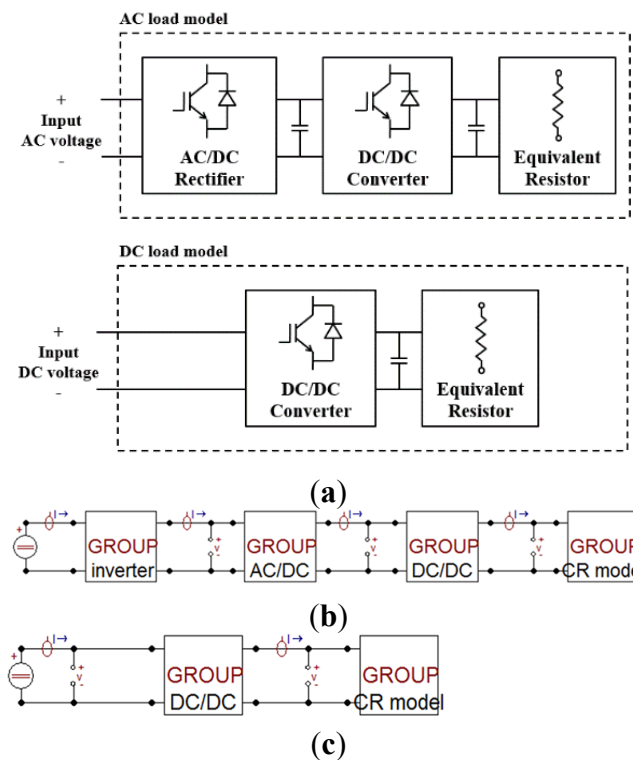 AC load model
+
Input
AC voltage
-
AC/DC
Rectifier
DC/DC
Converter
Equivalent
Resistor
DC load model
+
Input
DC voltage
-
DC/DC
Converter
Equivalent
Resistor
(a)
+ I→ I→ I→ I→
+ V - + V - + V -
GROUP
inverter
GROUP
AC/DC
GROUP
DC/DC
GROUP
CR mode
(b)
+ I→ I→
+ V - + V -
GROUP
DC/DC
GROUP
CR model
(c)